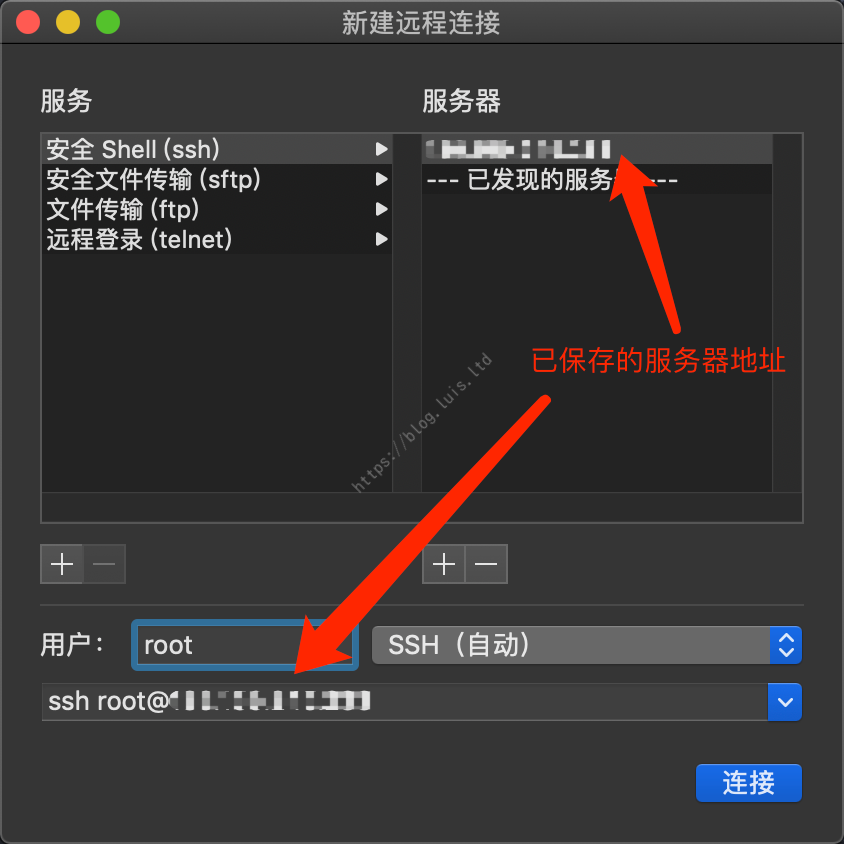 新建远程连接
服务
服务器
安全 Shell (ssh)
安全文件传输 (sftp)
文件传输 (ftp)
远程登录 (telnet)
--- 已发现的服务 ---
已保存的服务器地址
https://blog.luis.ltd
用户：
root
SSH（自动）
ssh root@
连接